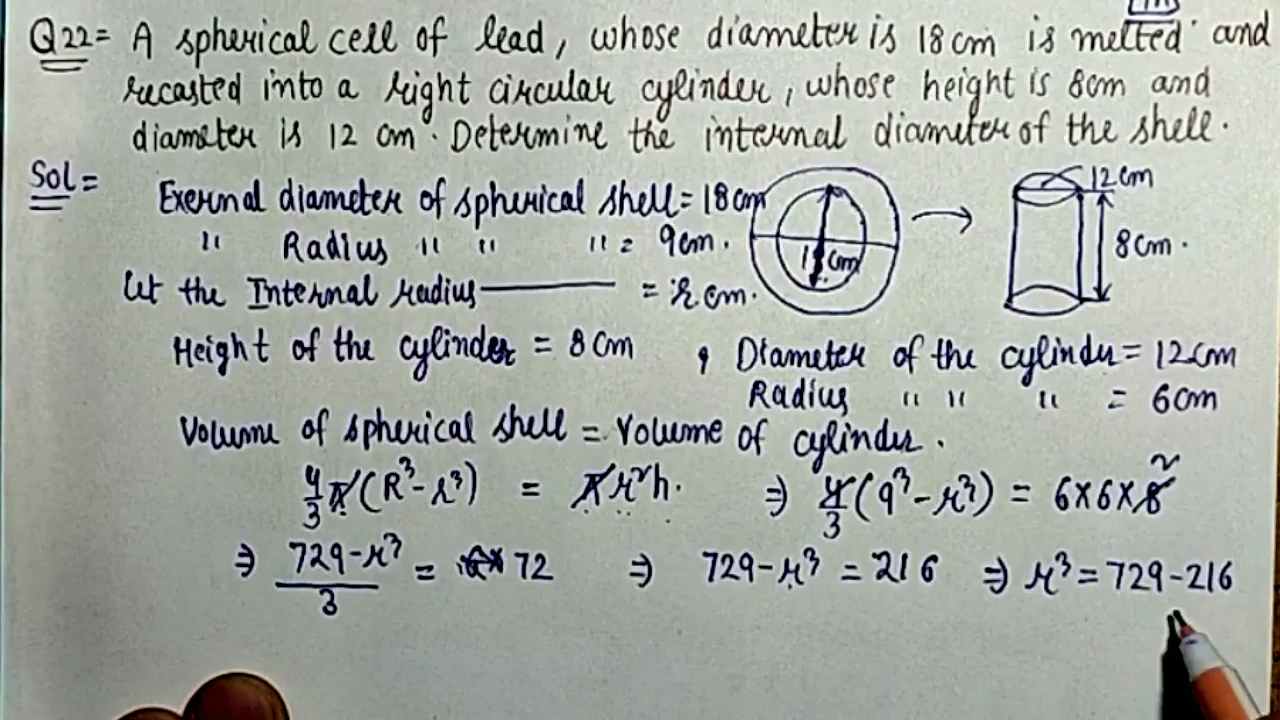 Q22= A spherical cell of lead, whose diameter is 18cm is melted and
recasted into a right circular cylinder, whose height is 8cm and
diameter is 12 cm. Determine the internal diameter of the shell.
Sol= Exernal diameter of spherical shell = 18cm
" Radius " " " = 9cm.
let the Internal radius ——— = r cm.
18cm
12cm
8cm.
Height of the cylinder = 8cm , Diameter of the cylinder = 12cm
Radius " " " = 6cm
Volume of spherical shell = Volume of cylinder.
4/3 π(R³-r³) = πr²h. ⇒ 4/3 (9³-r³) = 6×6×8 2
⇒ 729-r³/3 = 72 ⇒ 729-r³ = 216 ⇒ r³ = 729-216